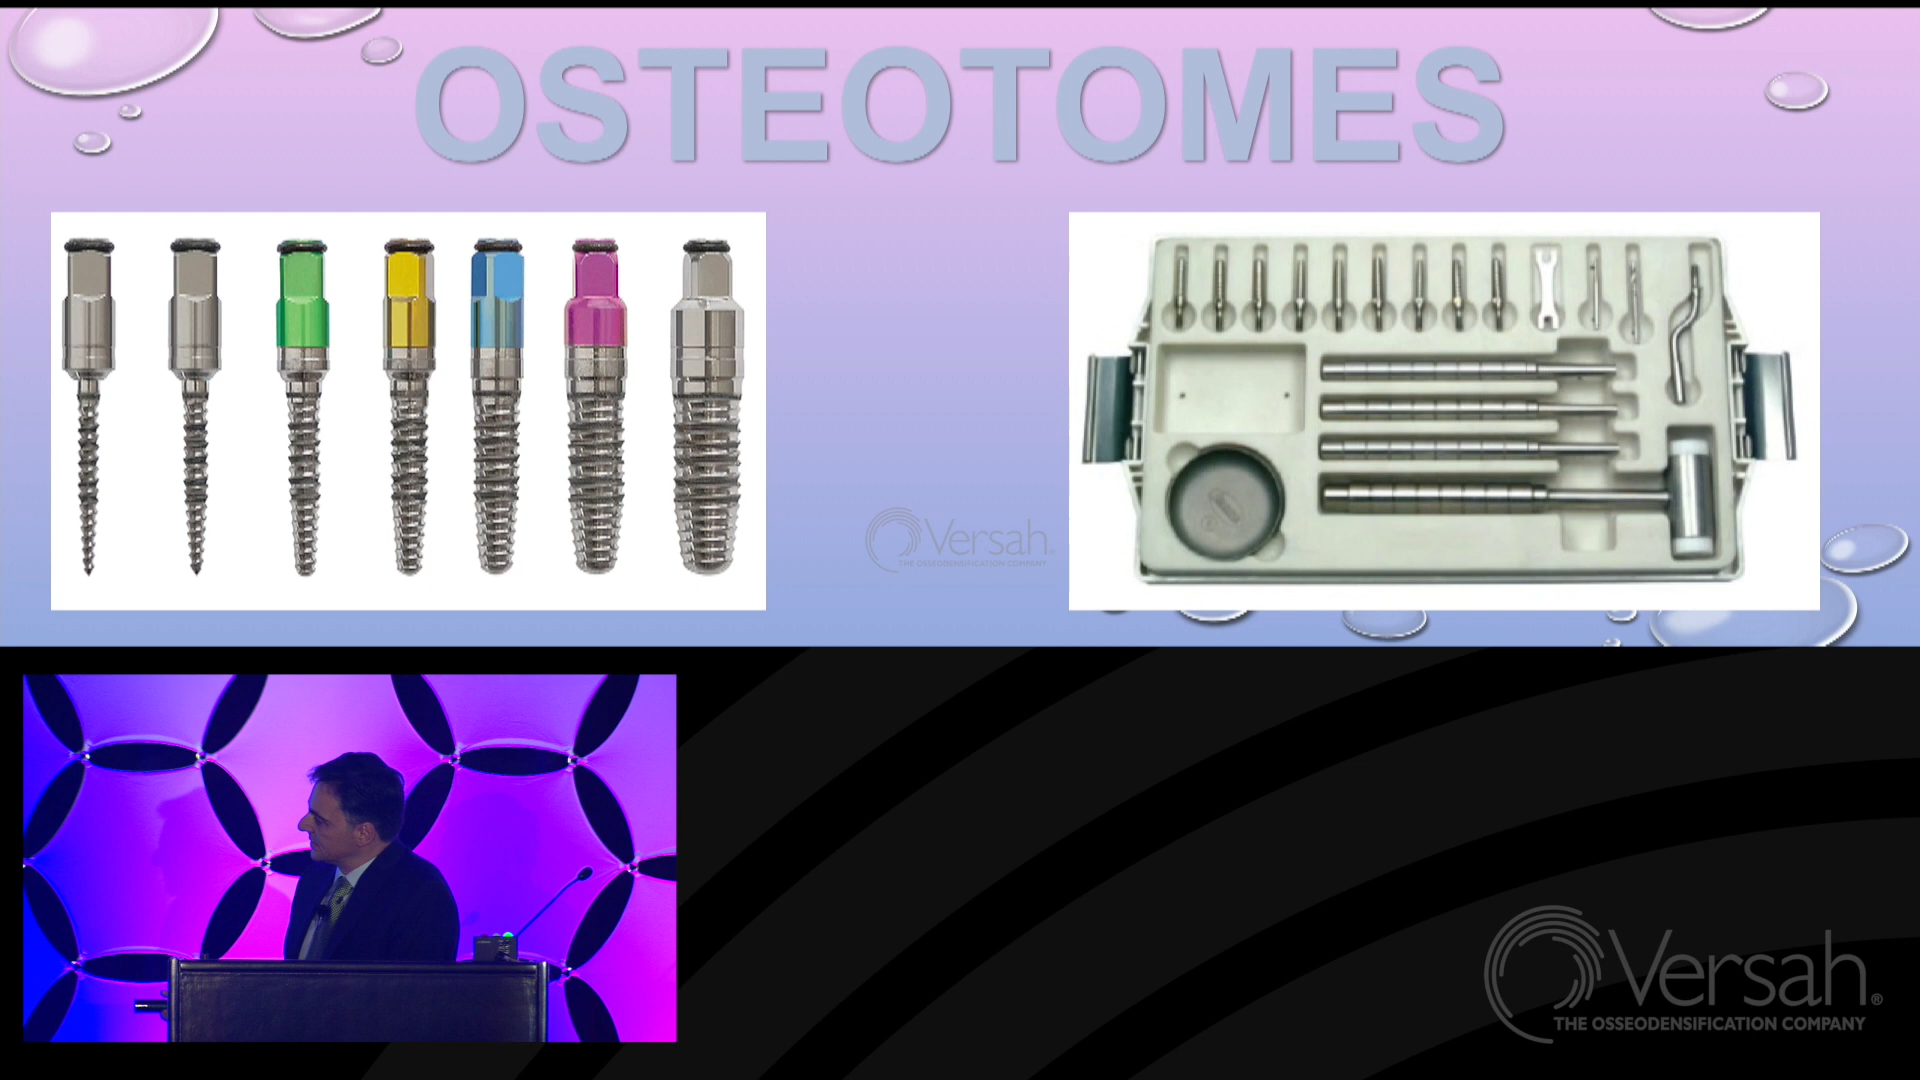 OSTEOTOMES
Versah®
THE OSSEODENSIFICATION COMPANY
Versah®
THE OSSEODENSIFICATION COMPANY